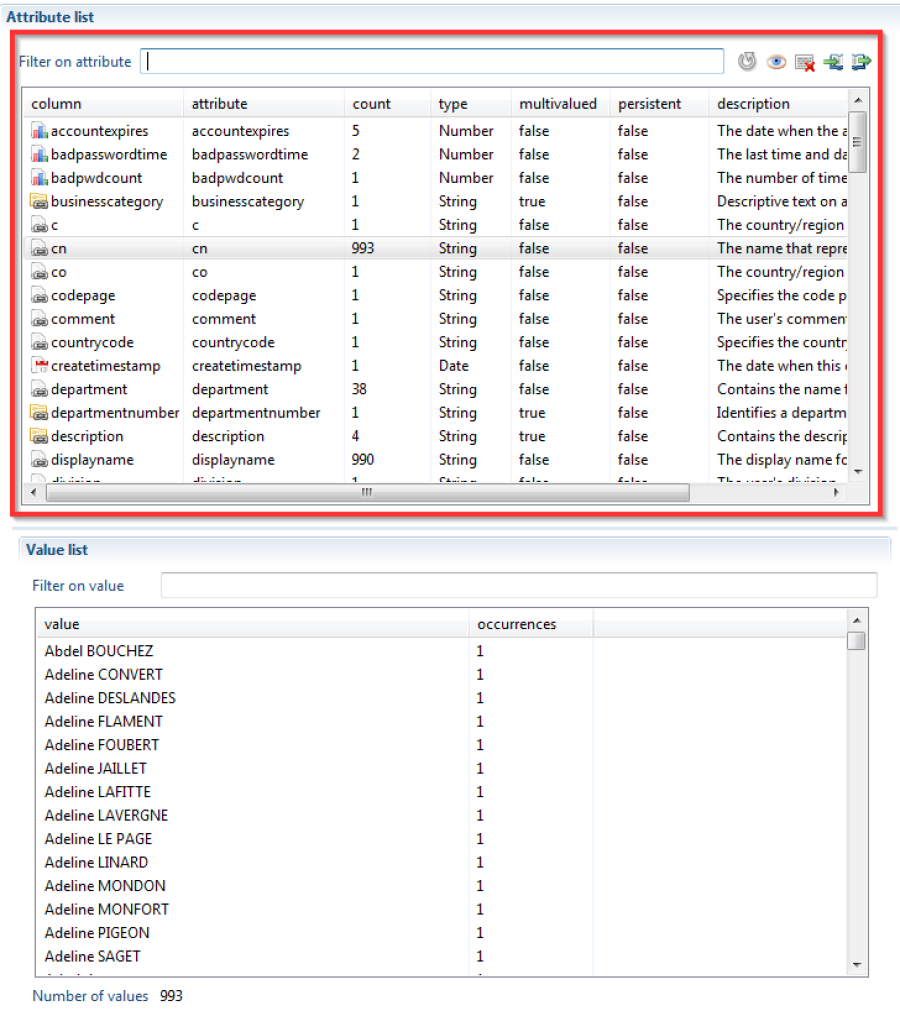 Attribute list
Filter on attribute
column attribute count type multivalued persistent description
accountexpires accountexpires 5 Number false false The date when the a
badpasswordtime badpasswordtime 2 Number false false The last time and da
badpwdcount badpwdcount 1 Number false false The number of time
businesscategory businesscategory 1 String true false Descriptive text on a
c c 1 String false false The country/region
cn cn 993 String false false The name that repre
co co 1 String false false The country/region
codepage codepage 1 String false false Specifies the code p
comment comment 1 String false false The user's commen
countrycode countrycode 1 String false false Specifies the countr
createtimestamp createtimestamp 1 Date false false The date when this
department department 38 String false false Contains the name
departmentnumber departmentnumber 1 String true false Identifies a departm
description description 4 String true false Contains the descrip
displayname displayname 990 String false false The display name fo
division division 1 String false false The user's division
Value list
Filter on value
value occurrences
Abdel BOUCHEZ 1
Adeline CONVERT 1
Adeline DESLANDES 1
Adeline FLAMENT 1
Adeline FOUBERT 1
Adeline JAILLET 1
Adeline LAFITTE 1
Adeline LAVERGNE 1
Adeline LE PAGE 1
Adeline LINARD 1
Adeline MONDON 1
Adeline MONFORT 1
Adeline PIGEON 1
Adeline SAGET 1
Number of values 993